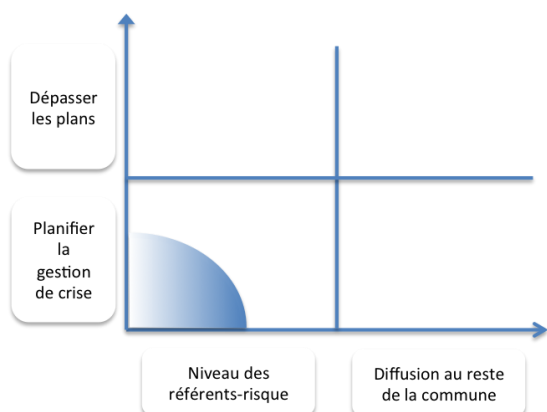 Dépasser
les plans
Planifier
la
gestion
de crise
Niveau des
référents-risque
Diffusion au reste
de la commune